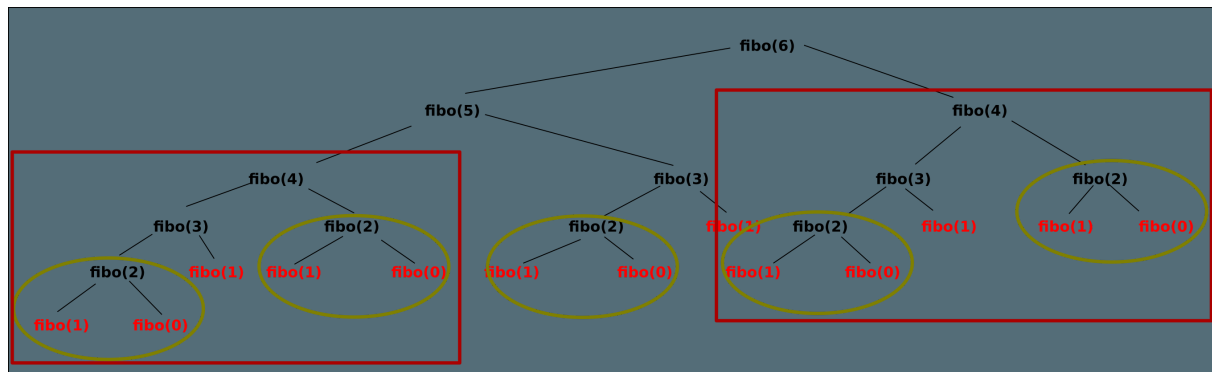 fibo(6)
fibo(5) fibo(4)
fibo(4) fibo(3) fibo(3) fibo(2)
fibo(3) fibo(2) fibo(2) fibo(1) fibo(2) fibo(1) fibo(1) fibo(0)
fibo(2) fibo(1) fibo(1) fibo(0) fibo(1) fibo(0) fibo(1) fibo(0)
fibo(1) fibo(0)